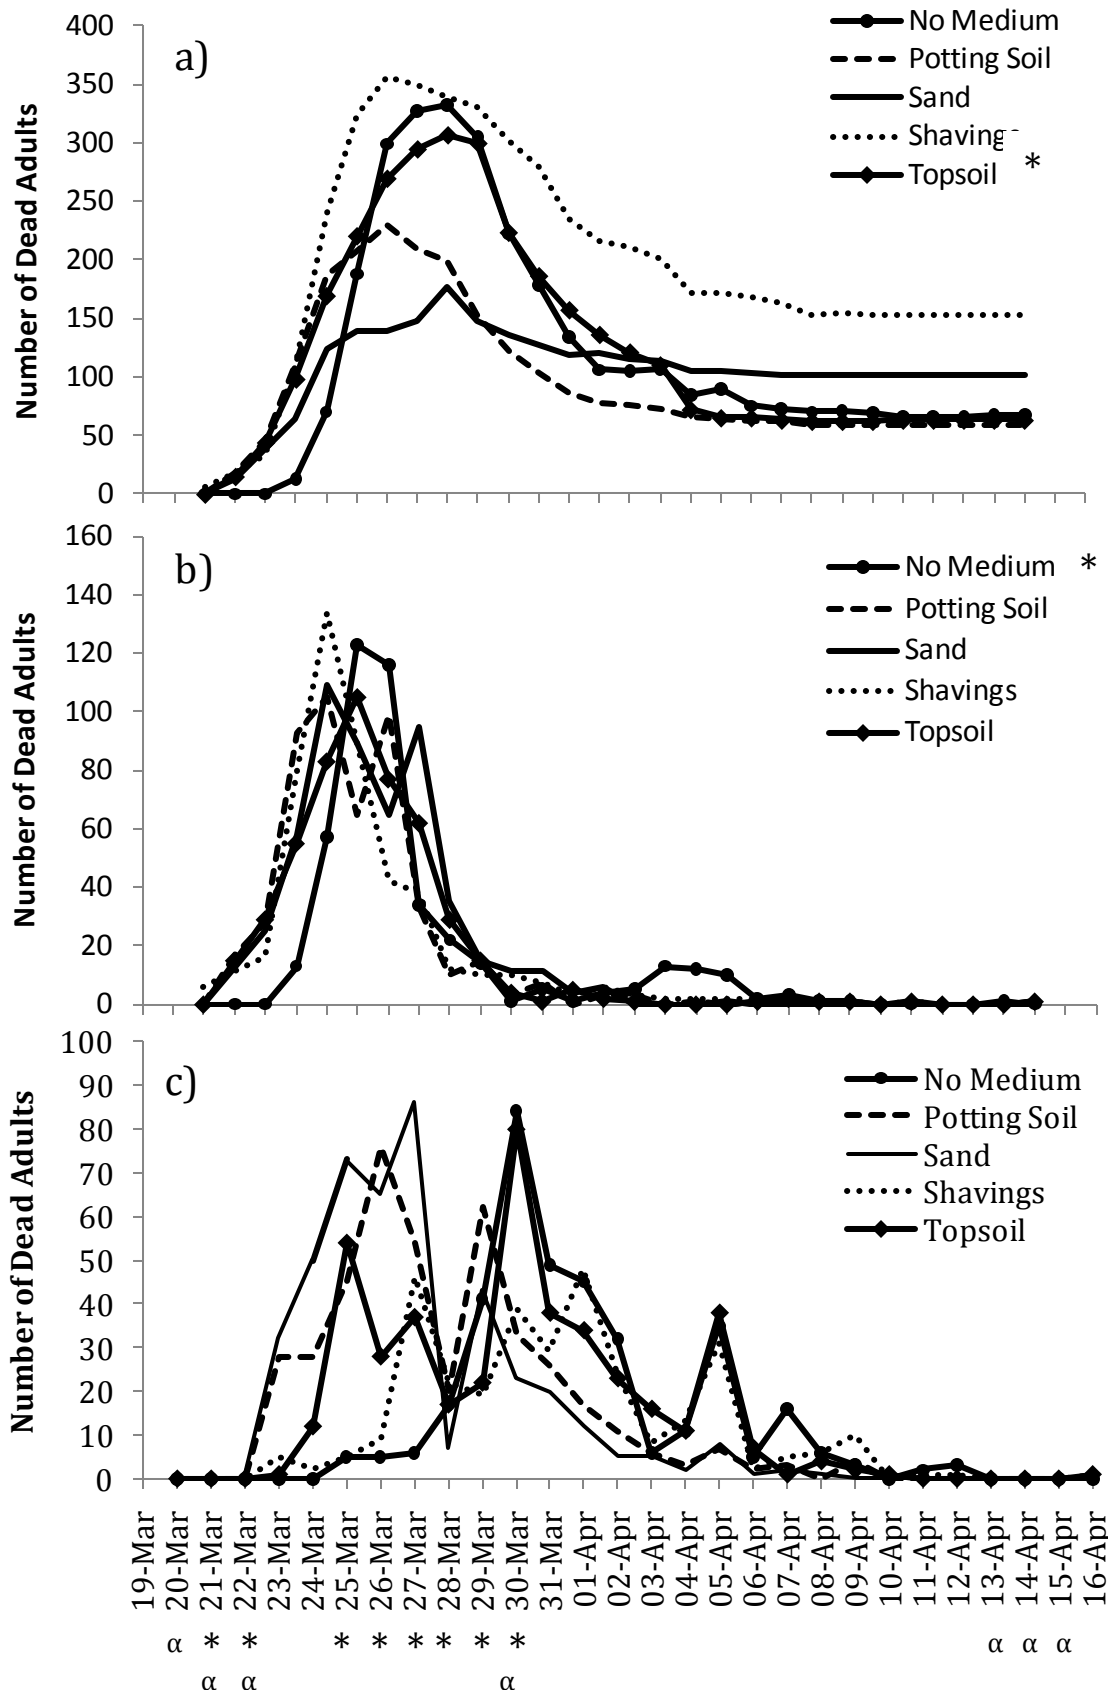 Number of Dead Adults
400
350
300
250
200
150
100
50
0
a)
No Medium
Potting Soil
Sand
Shaving
Topsoil *
Number of Dead Adults
160
140
120
100
80
60
40
20
0
b)
No Medium *
Potting Soil
Sand
Shavings
Topsoil
Number of Dead Adults
100
90
80
70
60
50
40
30
20
10
0
c)
No Medium
Potting Soil
Sand
Shavings
Topsoil
19-Mar
20-Mar
21-Mar
22-Mar
23-Mar
24-Mar
25-Mar
26-Mar
27-Mar
28-Mar
29-Mar
30-Mar
31-Mar
01-Apr
02-Apr
03-Apr
04-Apr
05-Apr
06-Apr
07-Apr
08-Apr
09-Apr
10-Apr
11-Apr
12-Apr
13-Apr
14-Apr
15-Apr
16-Apr
α * * * * * * * * α α α
α α α